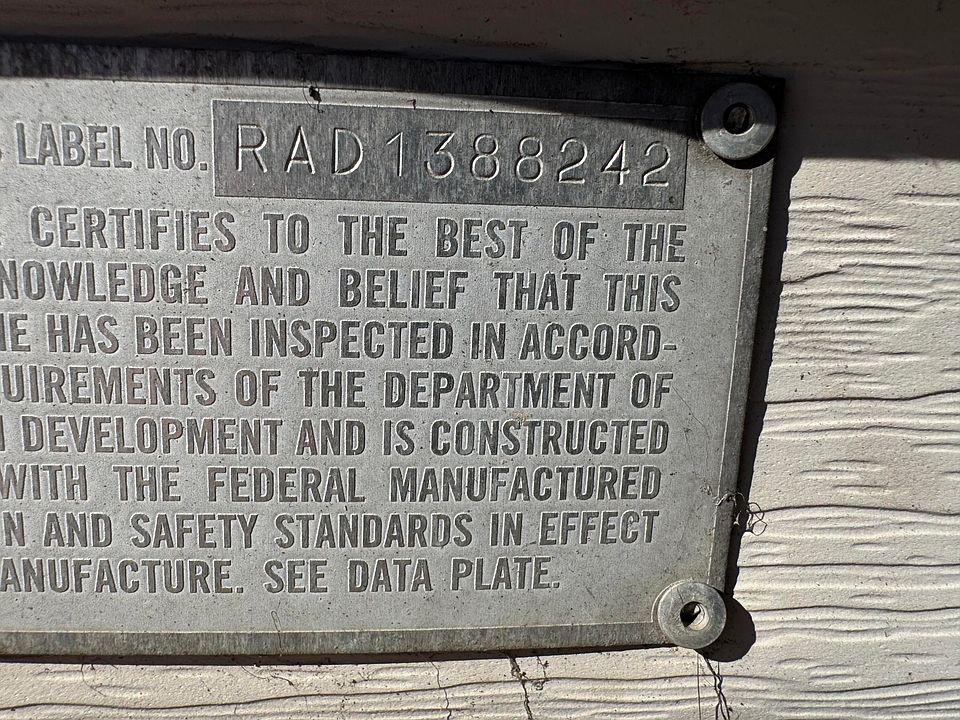 LABEL NO. RAD1388242
CERTIFIES TO THE BEST OF THE
NOWLEDGE AND BELIEF THAT THIS
HAS BEEN INSPECTED IN ACCORD-
UIREMENTS OF THE DEPARTMENT OF
DEVELOPMENT AND IS CONSTRUCTED
WITH THE FEDERAL MANUFACTURED
N AND SAFETY STANDARDS IN EFFECT
ANUFACTURE. SEE DATA PLATE.